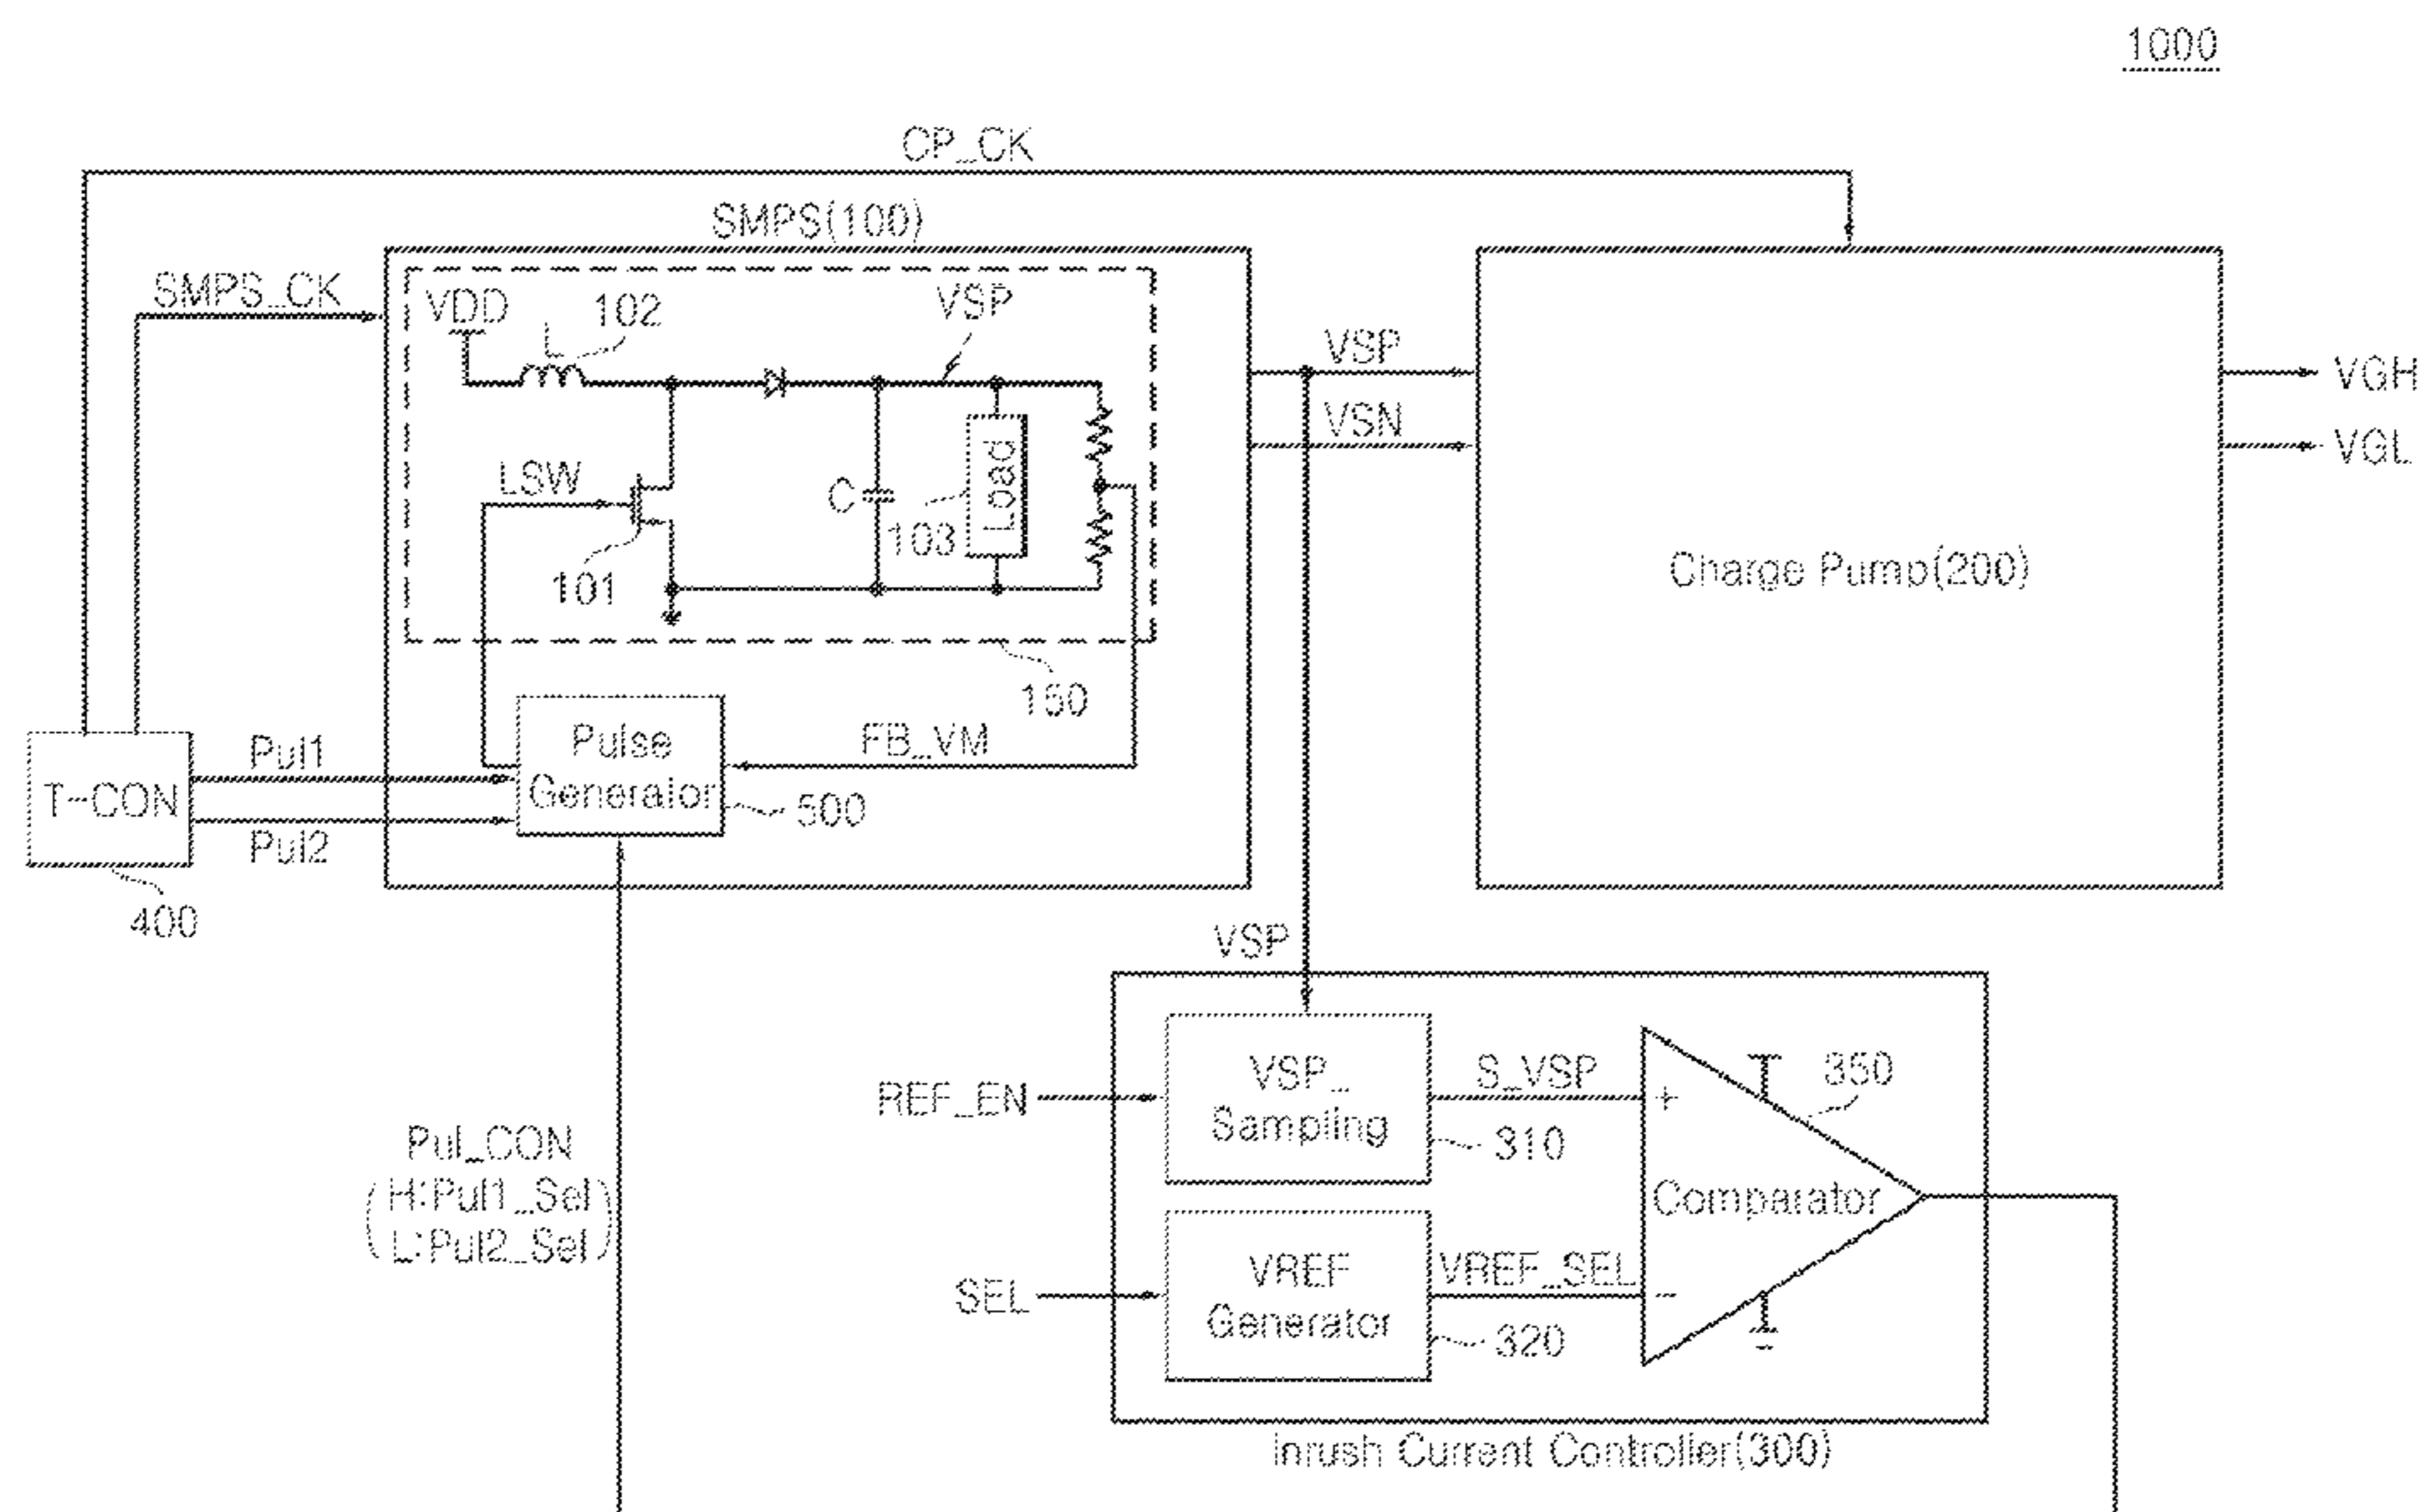 1000
CP_CK
SMPS(100)
SMPS_CK
VDD
L
102
VSP
VSP
VGH
VSN
VGL
LSW
C
Load
103
101
Charge Pump(200)
150
Pul1
Pulse
Generator
FB_VM
T-CON
500
Pul2
400
VSP
VSP_
Sampling
S_VSP
350
REF_EN
+
310
Pul_CON
H:Pul1_Sel
L:Pul2_Sel
Comparator
VREF
Generator
VREF_SEL
SEL
-
320
Inrush Current Controller(300)